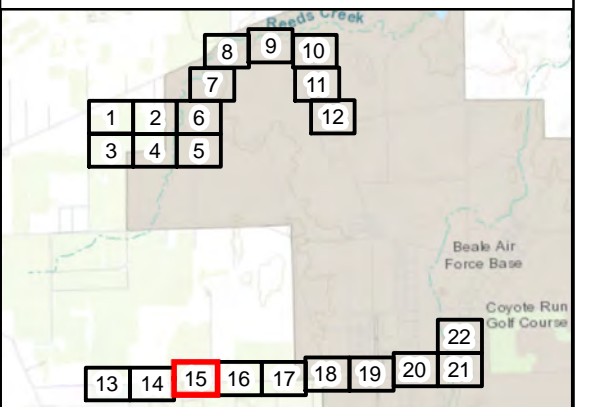 Reeds Creek
8 9 10
7 11
1 2 6 12
3 4 5
Beale Air
Force Base
Coyote Run
Golf Course
22
13 14 15 16 17 18 19 20 21